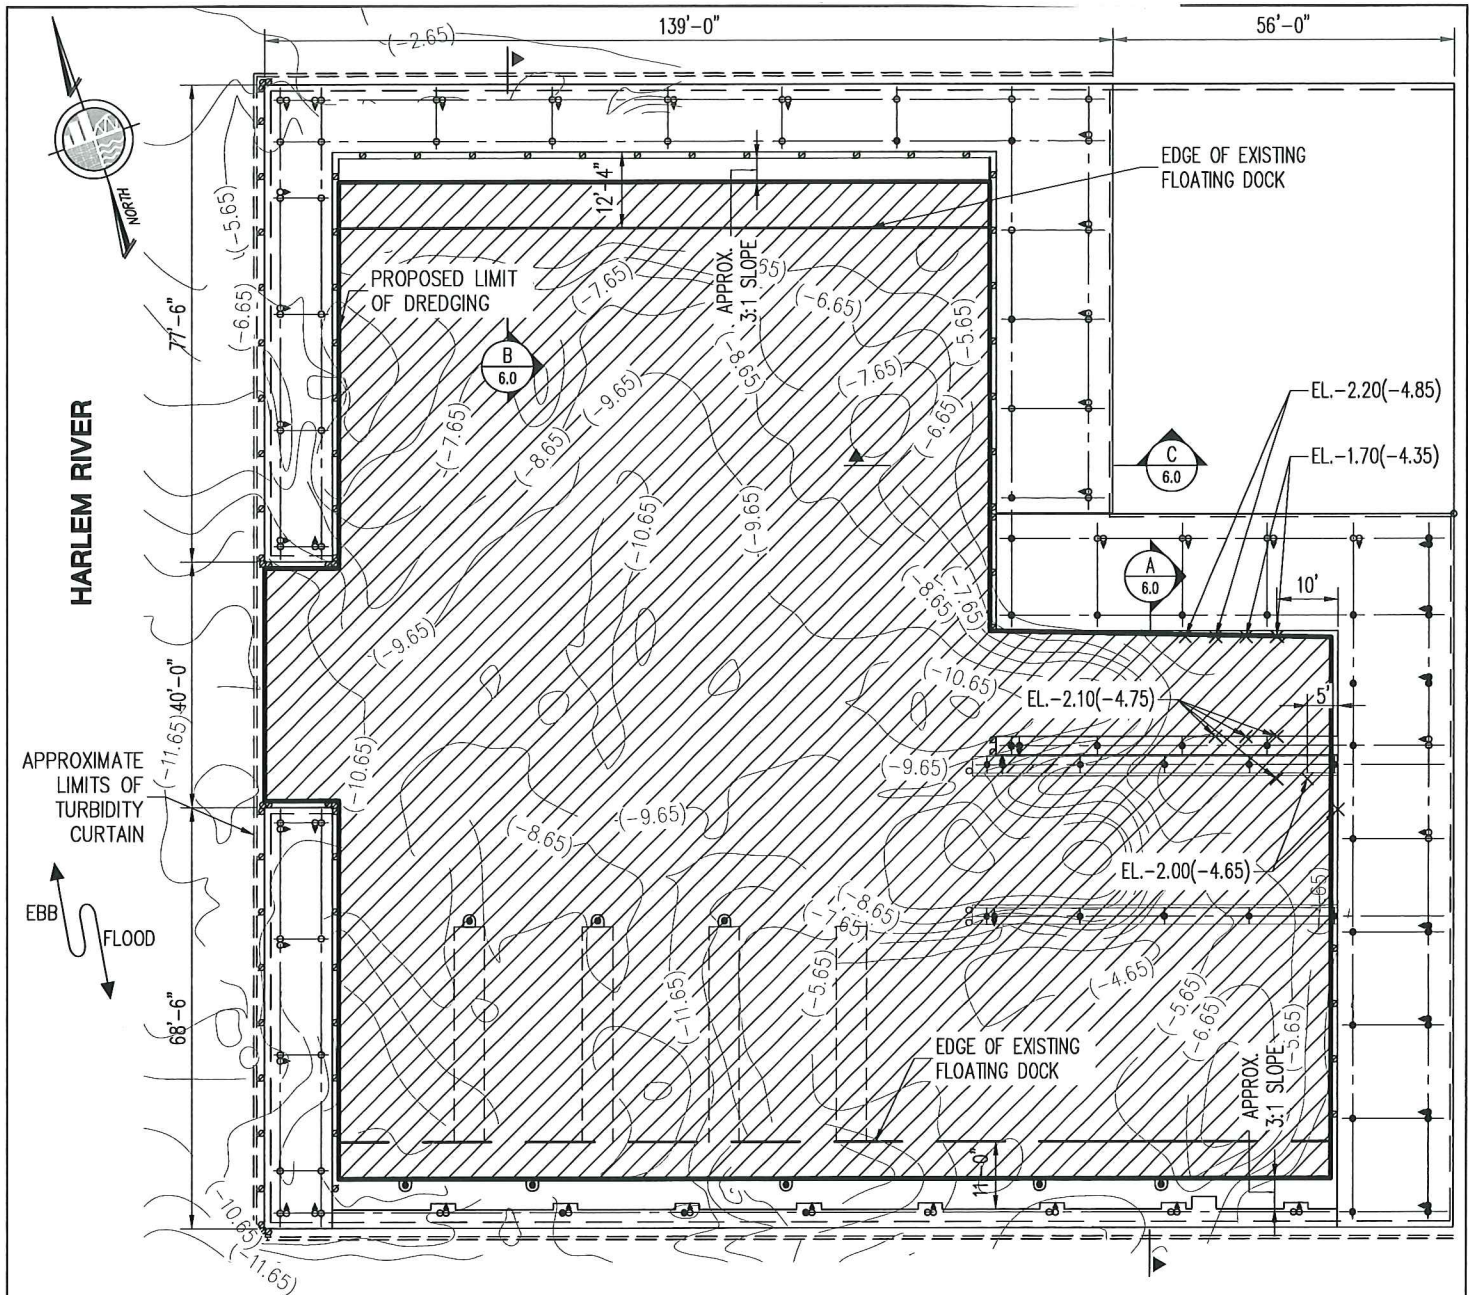 139'-0"
56'-0"
(-2.65)
NORTH
77'-6"
(-5.65)
(-6.65)
12'-4"
EDGE OF EXISTING
FLOATING DOCK
PROPOSED LIMIT
OF DREDGING
(-7.65)
APPROX.
3:1 SLOPE
65)
(-6.65)
(-5.65)
B
6.0
(-8.65)
(-7.65)
(-9.65)
(-7.65)
(-8.65)
(-6.65)
EL.-2.20(-4.85)
EL.-1.70(-4.35)
C
6.0
HARLEM RIVER
(-10.65)
(-9.65)
A
6.0
10'
(-8.65)
(-7.65)
(-9.65)
(-10.65)
40'-0"
EL.-2.10(-4.75)
5'
(-11.65)
(-10.65)
(-9.65)
APPROXIMATE
LIMITS OF
TURBIDITY
CURTAIN
(-8.65)
(-9.65)
EL.-2.00(-4.65)
EBB
FLOOD
(-8.65)
(-7.65)
(-5.65)
(-11.65)
(-4.65)
(-5.65)
(-6.65)
(-5.65)
68'-6"
EDGE OF EXISTING
FLOATING DOCK
APPROX.
3:1 SLOPE
11'-0"
(-10.65)
(-11.65)